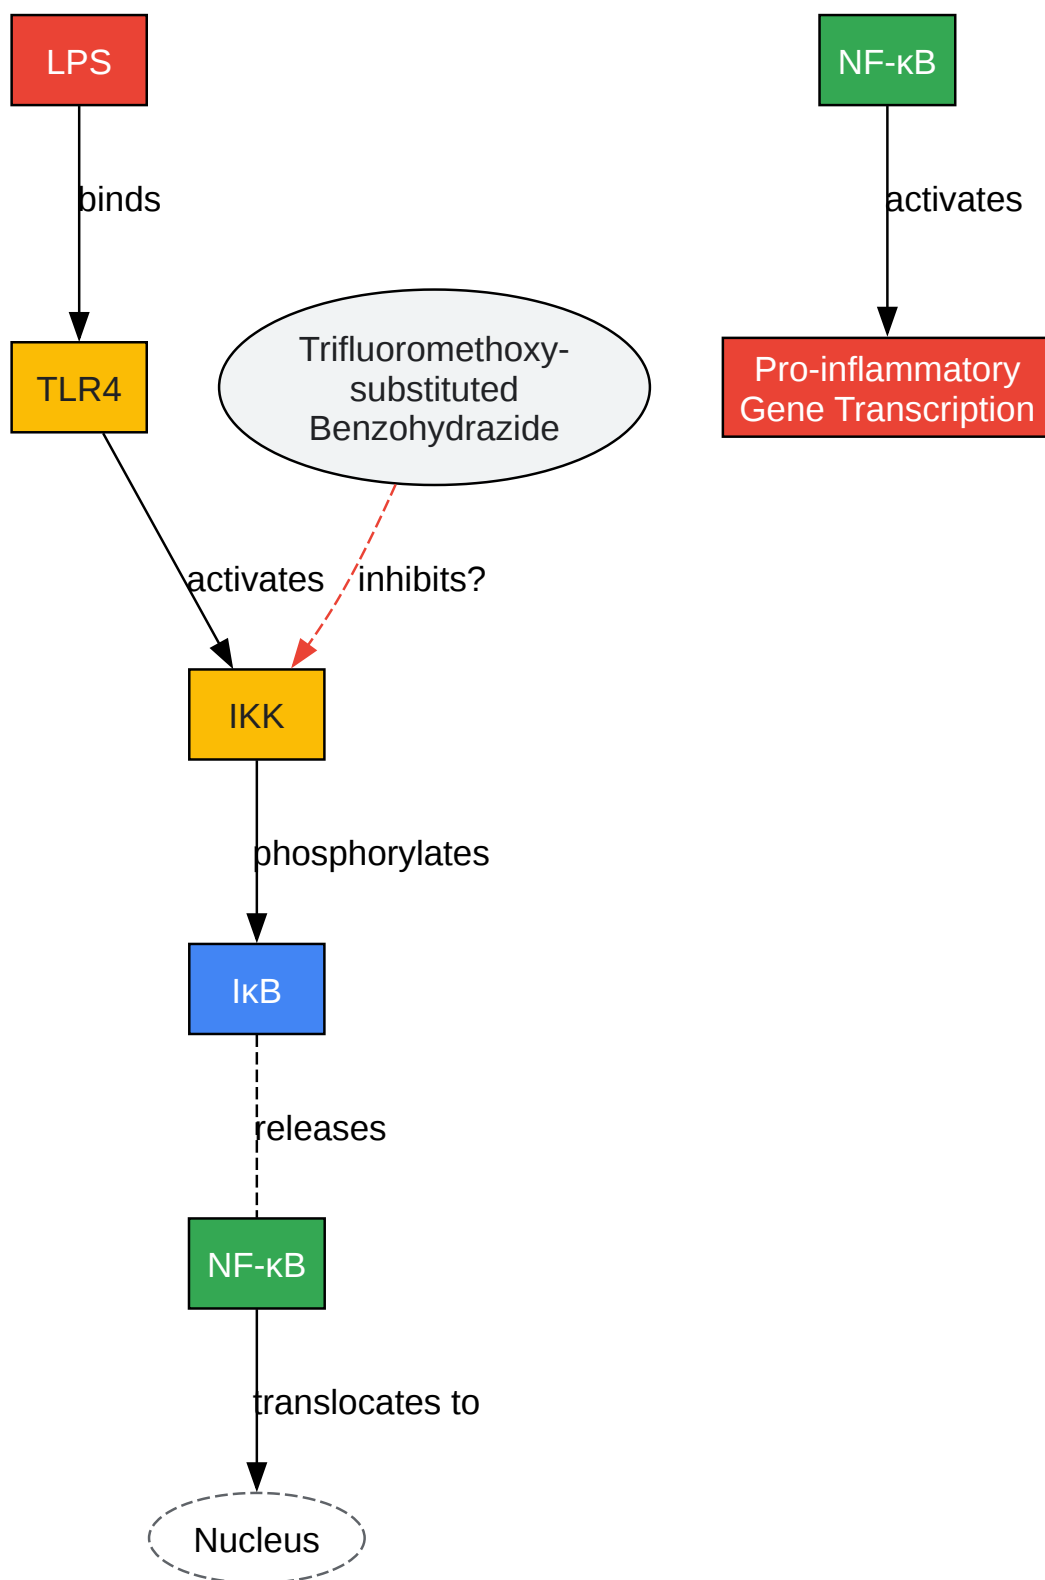 LPS
NF-κB
binds
activates
TLR4
Trifluoromethoxy-
substituted
Benzohydrazide
Pro-inflammatory
Gene Transcription
activates
inhibits?
IKK
phosphorylates
IκB
releases
NF-κB
translocates to
Nucleus